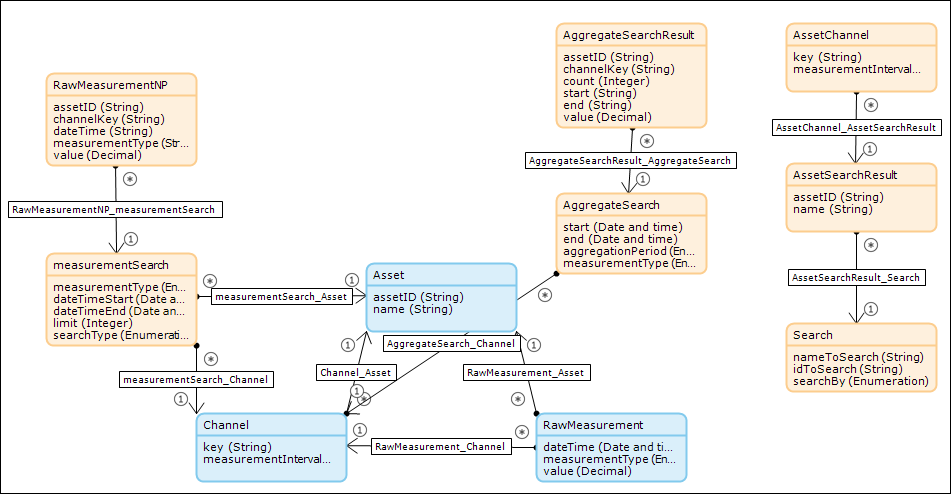 AggregateSearchResult
assetID (String)
channelKey (String)
count (Integer)
start (String)
end (String)
value (Decimal)
AssetChannel
key (String)
measurementInterval...
RawMeasurementNP
assetID (String)
channelKey (String)
dateTime (String)
measurementType (Str...
value (Decimal)
*
*
AssetChannel_AssetSearchResult
1
*
AggregateSearchResult_AggregateSearch
1
AssetSearchResult
assetID (String)
name (String)
*
RawMeasurementNP_measurementSearch
1
AggregateSearch
start (Date and time)
end (Date and time)
aggregationPeriod (En...
measurementType (En...
*
AssetSearchResult_Search
1
measurementSearch
measurementType (En...
dateTimeStart (Date a...
dateTimeEnd (Date an...
limit (Integer)
searchType (Enumerati...
*
measurementSearch_Asset
1
Asset
assetID (String)
name (String)
*
Search
nameToSearch (String)
idToSearch (String)
searchBy (Enumeration)
1
AggregateSearch_Channel
1
*
measurementSearch_Channel
1
Channel_Asset
1
*
RawMeasurement_Asset
*
Channel
key (String)
measurementInterval...
1
RawMeasurement_Channel
*
RawMeasurement
dateTime (Date and ti...
measurementType (En...
value (Decimal)